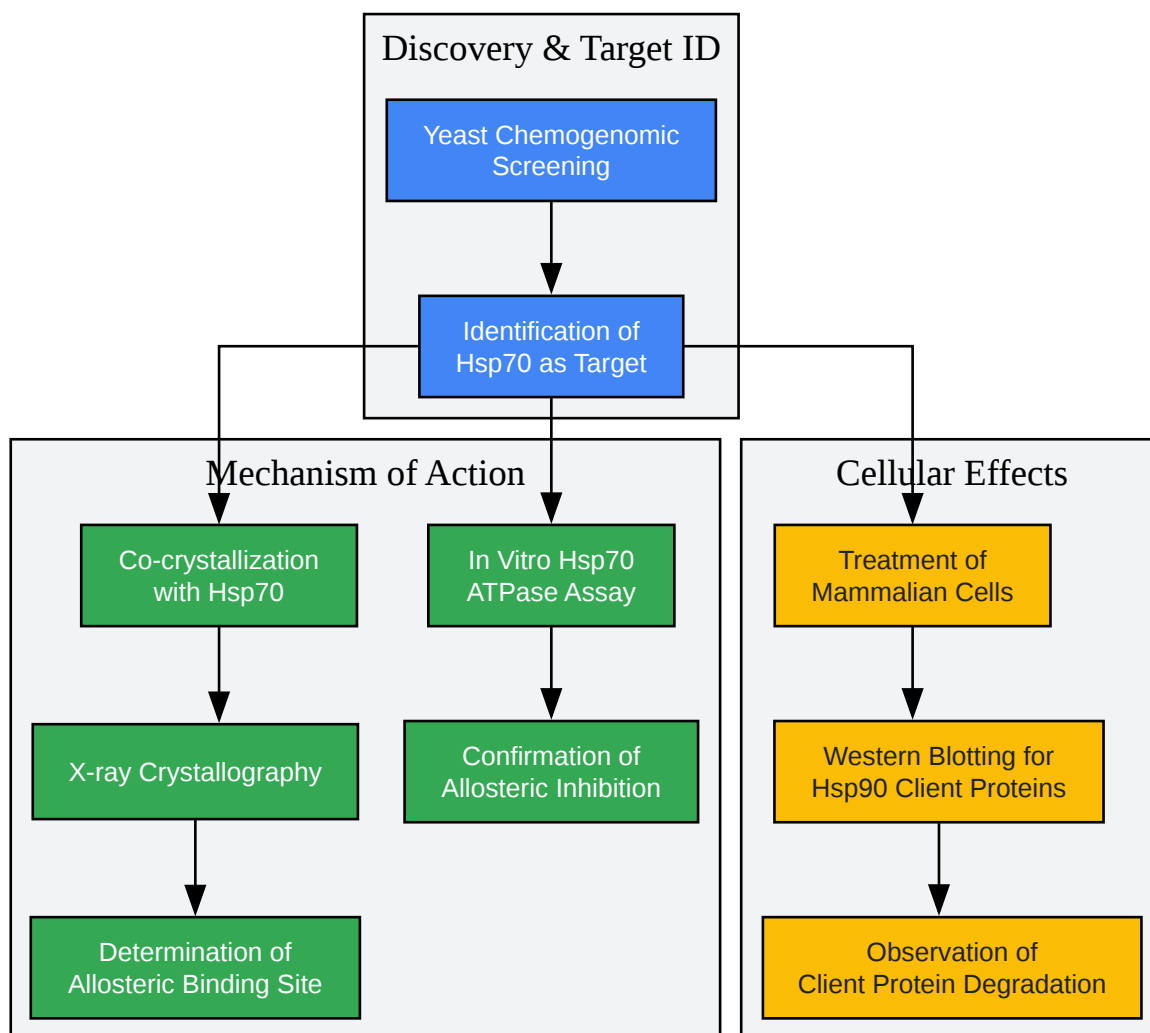 Discovery & Target ID
Yeast Chemogenomic
Screening
Identification of
Hsp70 as Target
Mechanism of Action
Co-crystallization
with Hsp70
In Vitro Hsp70
ATPase Assay
X-ray Crystallography
Confirmation of
Allosteric Inhibition
Determination of
Allosteric Binding Site
Cellular Effects
Treatment of
Mammalian Cells
Western Blotting for
Hsp90 Client Proteins
Observation of
Client Protein Degradation